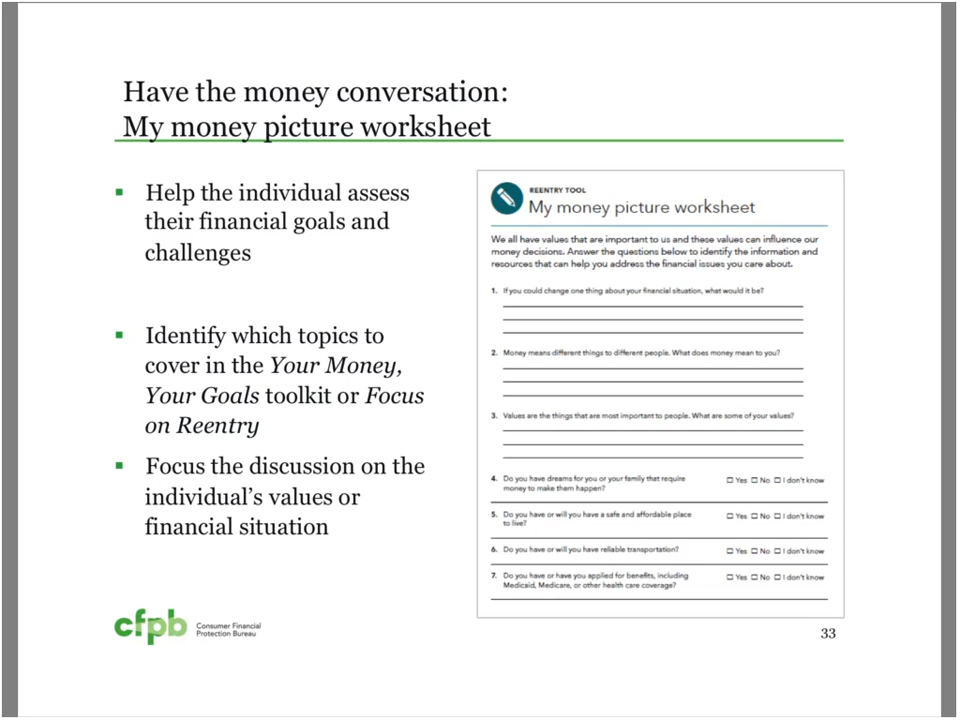 Have the money conversation:
My money picture worksheet
Help the individual assess
their financial goals and
challenges
Identify which topics to
cover in the Your Money,
Your Goals toolkit or Focus
on Reentry
Focus the discussion on the
individual's values or
financial situation
REENTRY TOOL
My money picture worksheet
We all have values that are important to us and these values can influence our
money decisions. Answer the questions below to identify the information and
resources that can help you address the financial issues you care about.
1. If you could change one thing about your financial situation, what would it be?
2. Money means different things to different people. What does money mean to you?
3. Values are the things that are most important to people. What are some of your values?
4. Do you have dreams for you or your family that require
money to make them happen?
Yes No I don't know
5. Do you have or will you have a safe and affordable place
to live?
Yes No I don't know
6. Do you have or will you have reliable transportation?
Yes No I don't know
7. Do you have or have you applied for benefits, including
Medicaid, Medicare, or other health care coverage?
Yes No I don't know
cfpb
Consumer Financial
Protection Bureau
33